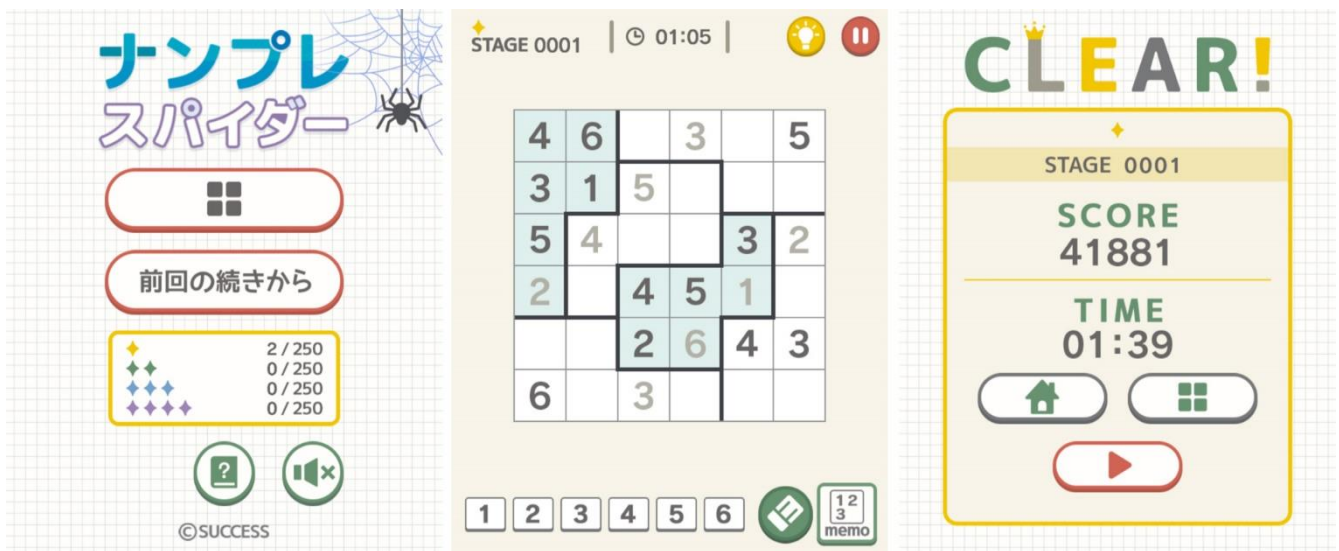 ナンプレ
スパイダー
前回の続きから
2/250
0/250
0/250
0/250
?
©SUCCESS
STAGE 0001
01:05
4 6 3 5
3 1 5
5 4 3 2
2 4 5 1
2 6 4 3
6 3
1 2 3 4 5 6
1 2
3
memo
CLEAR!
STAGE 0001
SCORE
41881
TIME
01:39